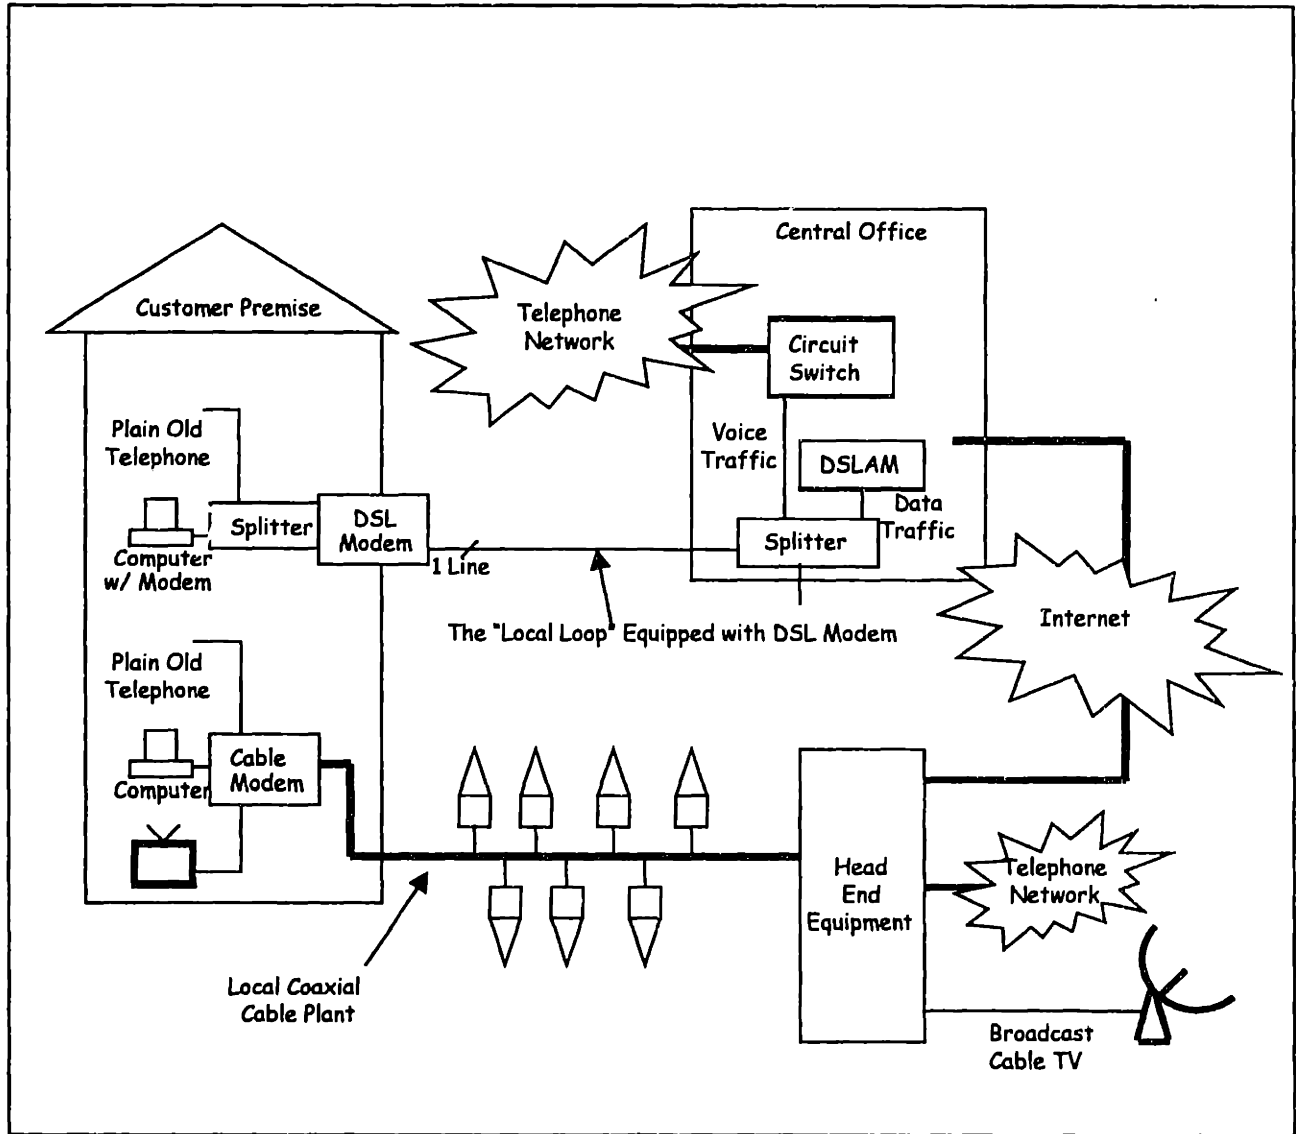 Central Office
Customer Premise
Telephone
Network
Circuit
Switch
Plain Old
Telephone
Voice
Traffic
DSLAM
Data
Traffic
Splitter
DSL
Modem
Splitter
Computer
w/ Modem
1 Line
The "Local Loop" Equipped with DSL Modem
Internet
Plain Old
Telephone
Cable
Modem
Computer
Head
End
Equipment
Telephone
Network
Local Coaxial
Cable Plant
Broadcast
Cable TV